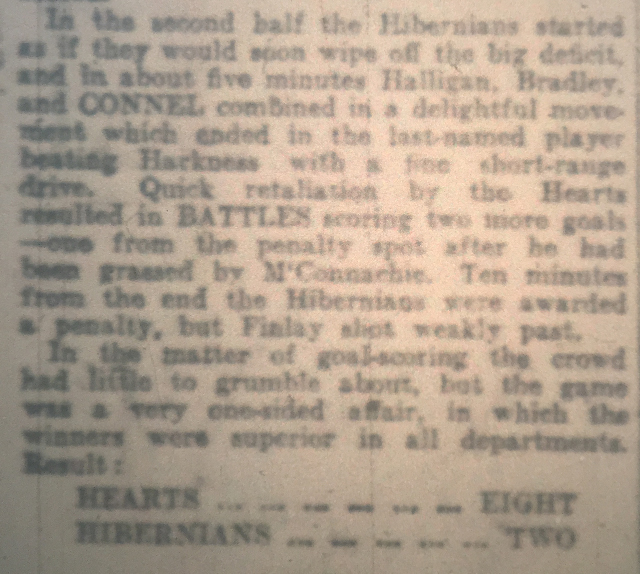 In the second half the Hibernians started
as if they would soon wipe off the big deficit,
and in about five minutes Halligan, Bradley,
and CONNEL combined in a delightful move-
ment which ended in the last-named player
beating Harkness with a fine short-range
drive. Quick retaliation by the Hearts
resulted in BATTLES scoring two more goals
—one from the penalty spot after he had
been grassed by M'Connachie. Ten minutes
from the end the Hibernians were awarded
a penalty, but Finlay shot weakly past.
In the matter of goal-scoring the crowd
had little to grumble about, but the game
was a very one-sided affair, in which the
winners were superior in all departments.
Result:
HEARTS ... ... ... ... ... ... EIGHT
HIBERNIANS ... ... ... ... ... TWO